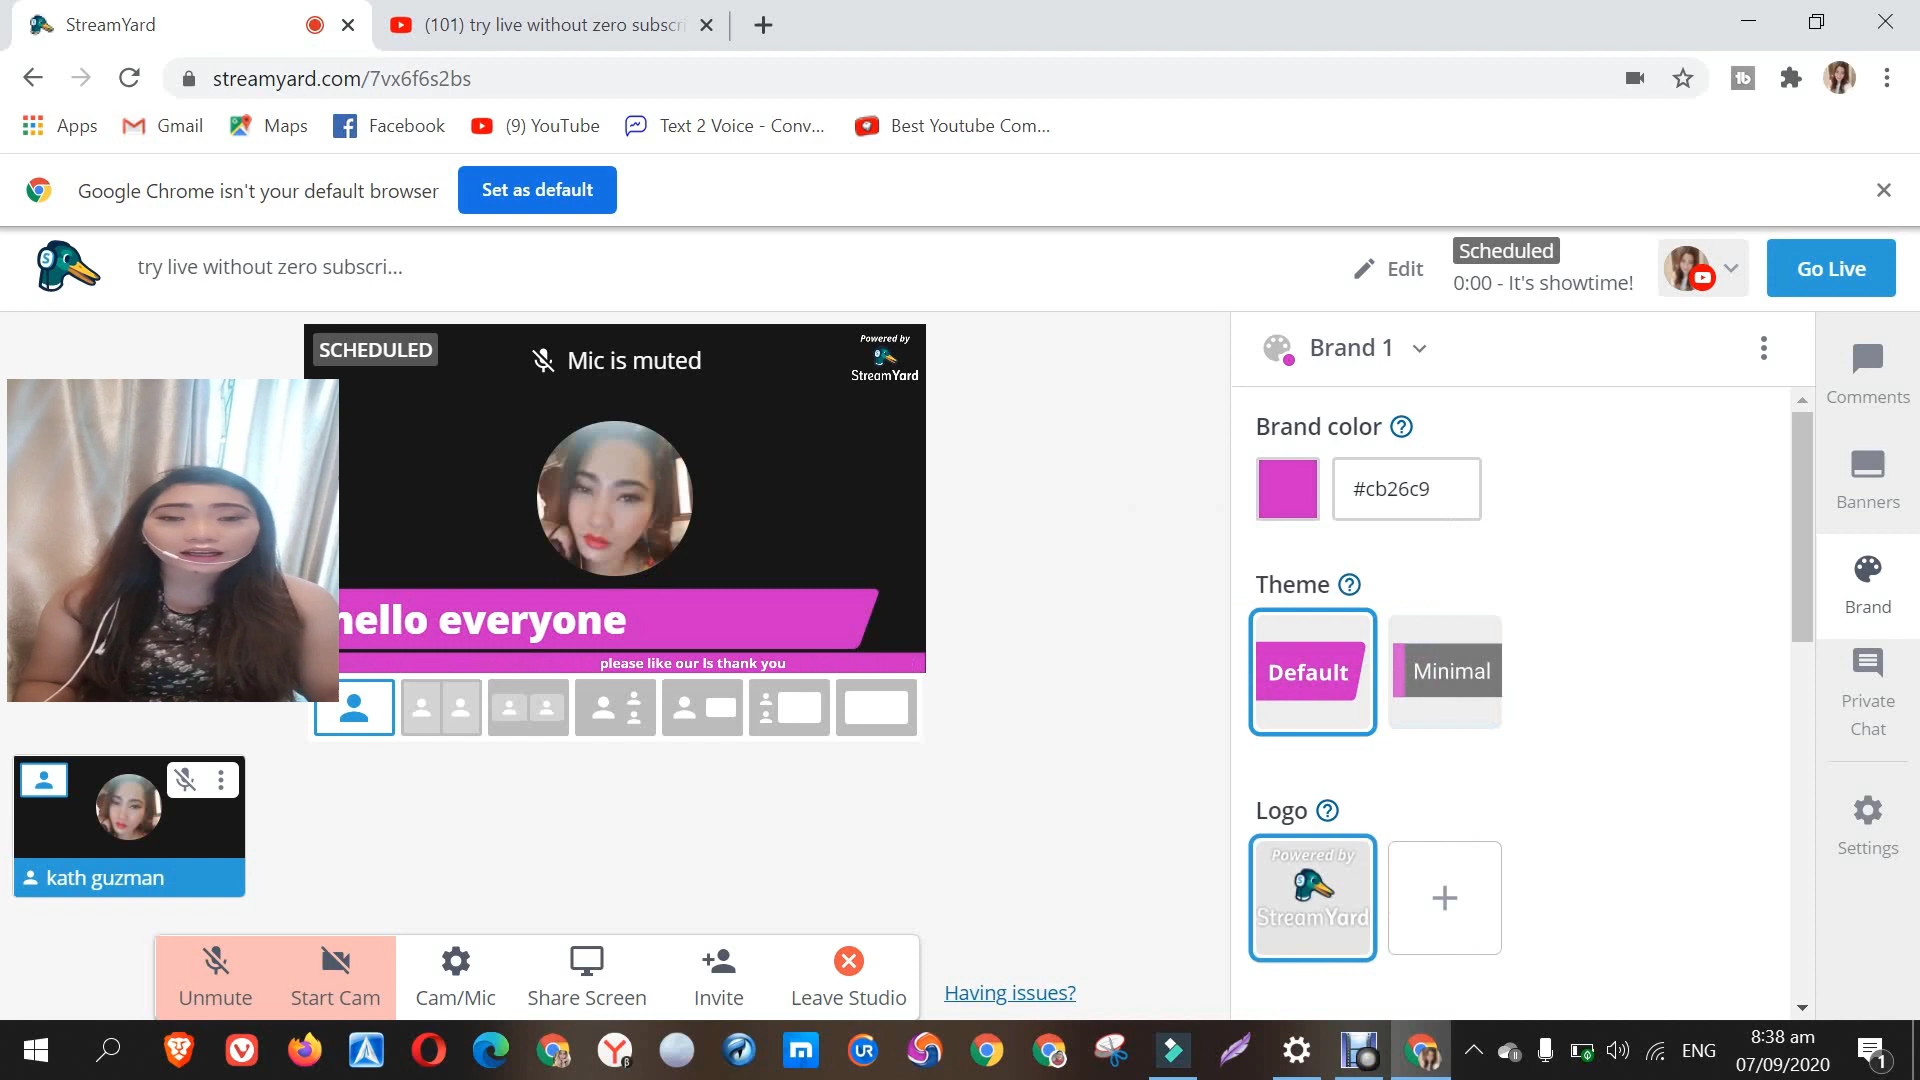 StreamYard
(101) try live without zero subscri
streamyard.com/7vx6f6s2bs
Apps
Gmail
Maps
Facebook
(9) YouTube
Text 2 Voice - Conv...
Best Youtube Com...
Google Chrome isn't your default browser
Set as default
try live without zero subscri...
Edit
Scheduled
0:00 - It's showtime!
Go Live
SCHEDULED
Mic is muted
Powered by
StreamYard
hello everyone
please like our ls thank you
kath guzman
Unmute
Start Cam
Cam/Mic
Share Screen
Invite
Leave Studio
Having issues?
Brand 1
Brand color
#cb26c9
Theme
Default
Minimal
Logo
Powered by
StreamYard
Comments
Banners
Brand
Private
Chat
Settings
ENG
8:38 am
07/09/2020
1